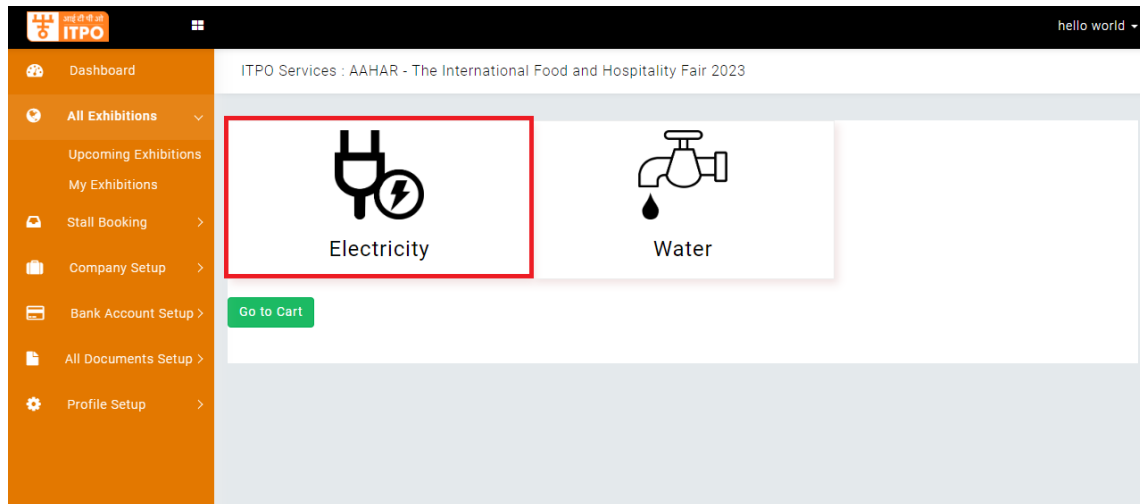 आई टी पी ओ
ITPO
hello world
Dashboard
ITPO Services : AAHAR - The International Food and Hospitality Fair 2023
All Exhibitions
Upcoming Exhibitions
My Exhibitions
Stall Booking
Company Setup
Bank Account Setup
All Documents Setup
Profile Setup
Electricity
Water
Go to Cart